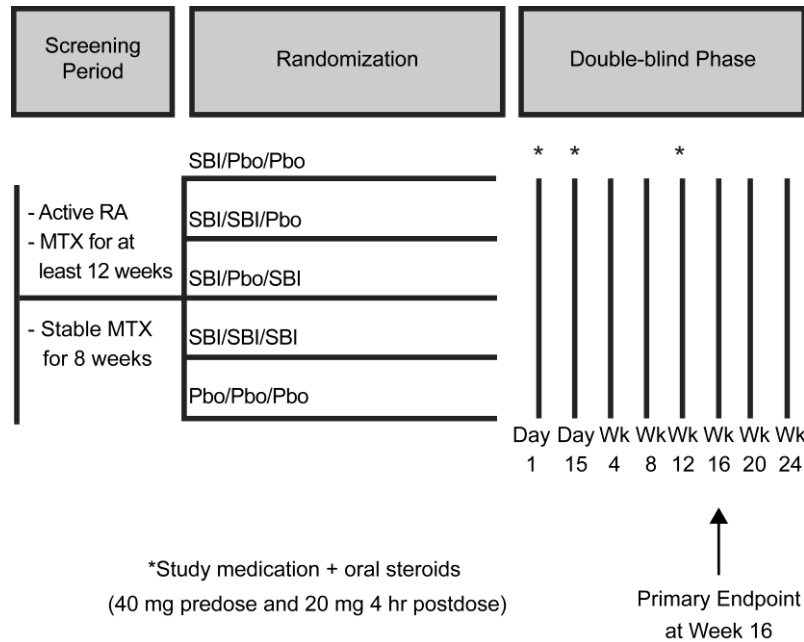 Screening
Period
Randomization
Double-blind Phase
SBI/Pbo/Pbo
SBI/SBI/Pbo
SBI/Pbo/SBI
SBI/SBI/SBI
Pbo/Pbo/Pbo
- Active RA
- MTX for at
least 12 weeks
- Stable MTX
for 8 weeks
* * *
Day Day Wk Wk Wk Wk Wk Wk
1 15 4 8 12 16 20 24
*Study medication + oral steroids
(40 mg predose and 20 mg 4 hr postdose)
Primary Endpoint
at Week 16